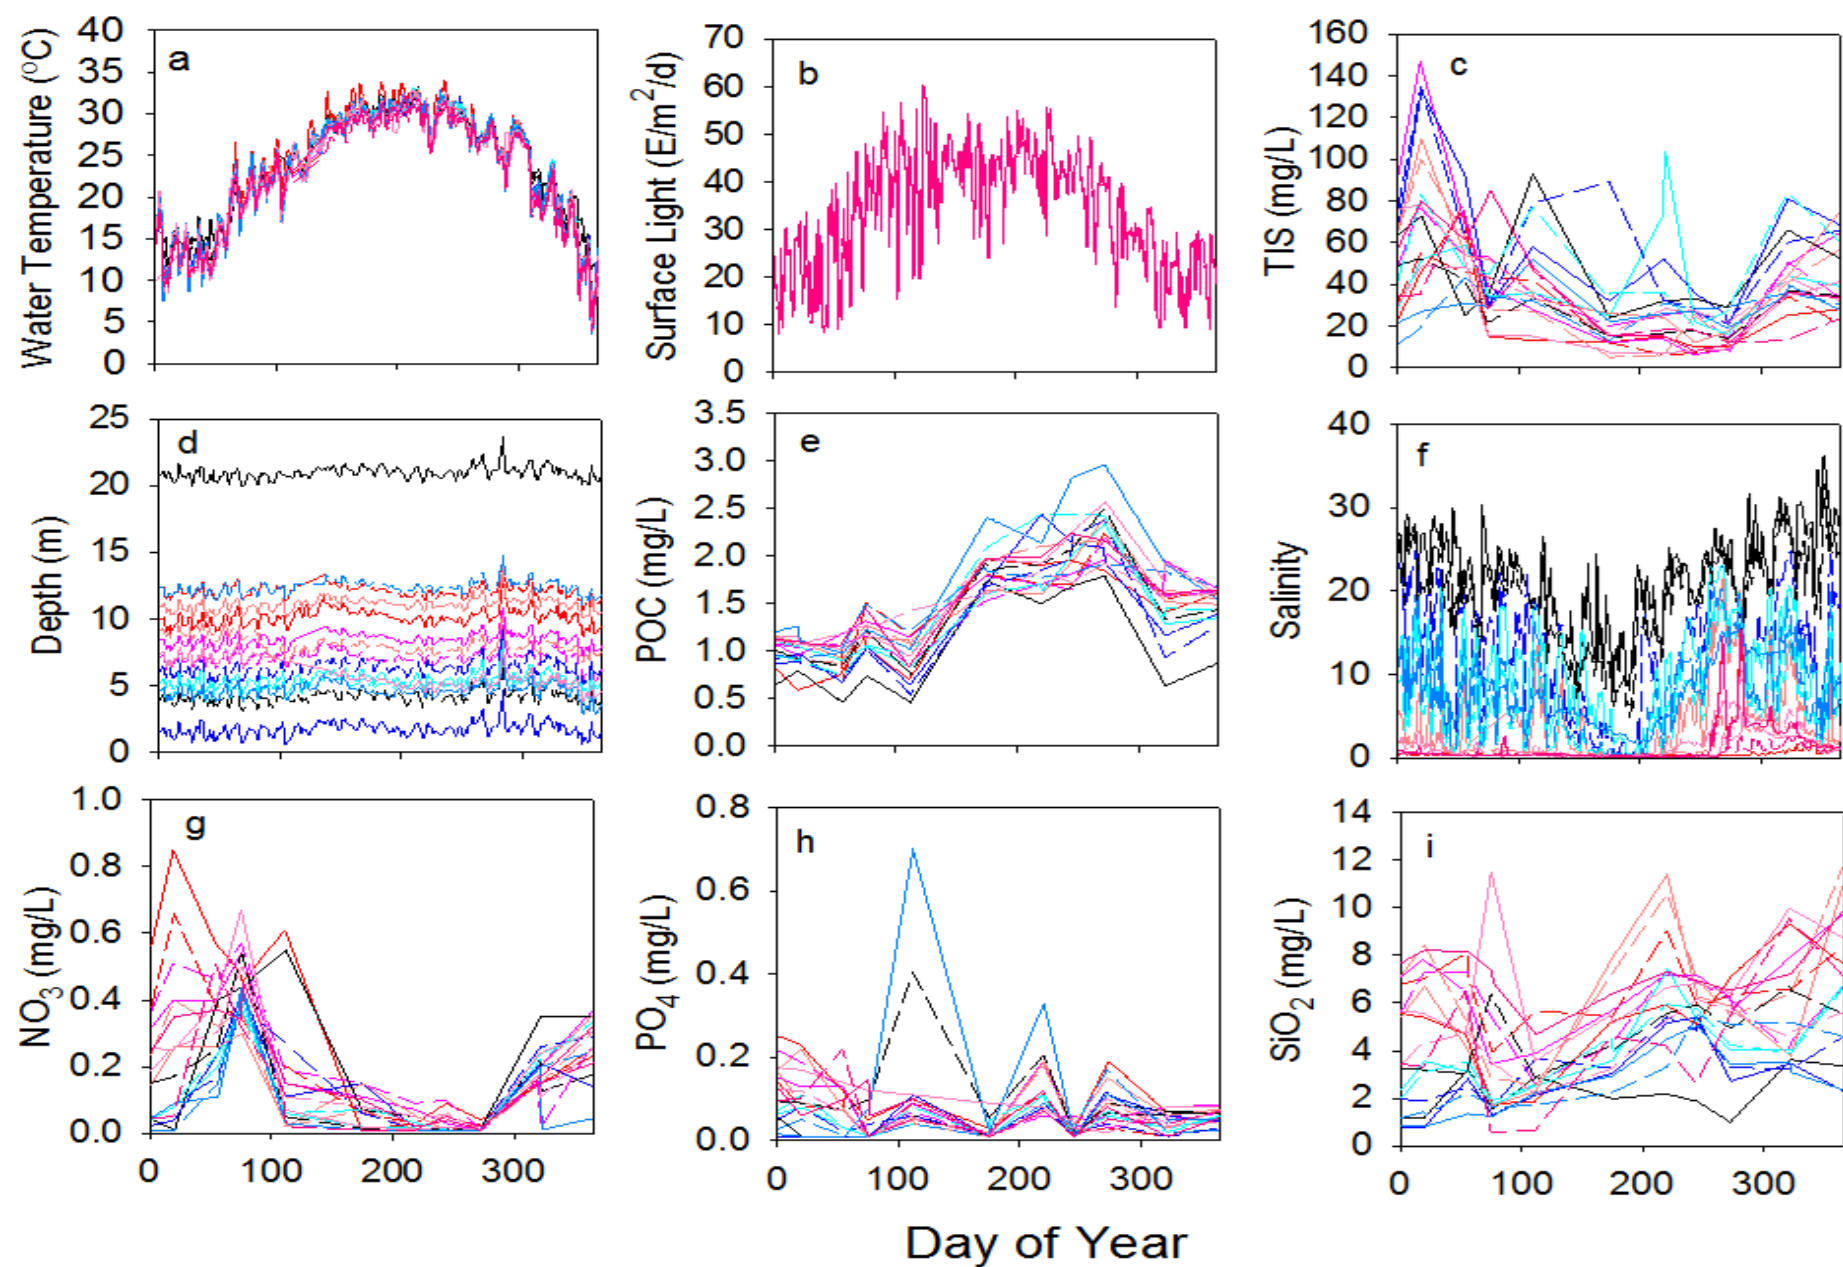 a
Water Temperature (ºC)
40
35
30
25
20
15
10
5
0
b
Surface Light (E/m²/d)
70
60
50
40
30
20
10
0
c
TIS (mg/L)
160
140
120
100
80
60
40
20
0
d
Depth (m)
25
20
15
10
5
0
e
POC (mg/L)
3.5
3.0
2.5
2.0
1.5
1.0
0.5
0.0
f
Salinity
40
30
20
10
0
g
NO₃ (mg/L)
1.0
0.8
0.6
0.4
0.2
0.0
0 100 200 300
h
PO₄ (mg/L)
0.8
0.6
0.4
0.2
0.0
0 100 200 300
i
SiO₂ (mg/L)
14
12
10
8
6
4
2
0
0 100 200 300
Day of Year